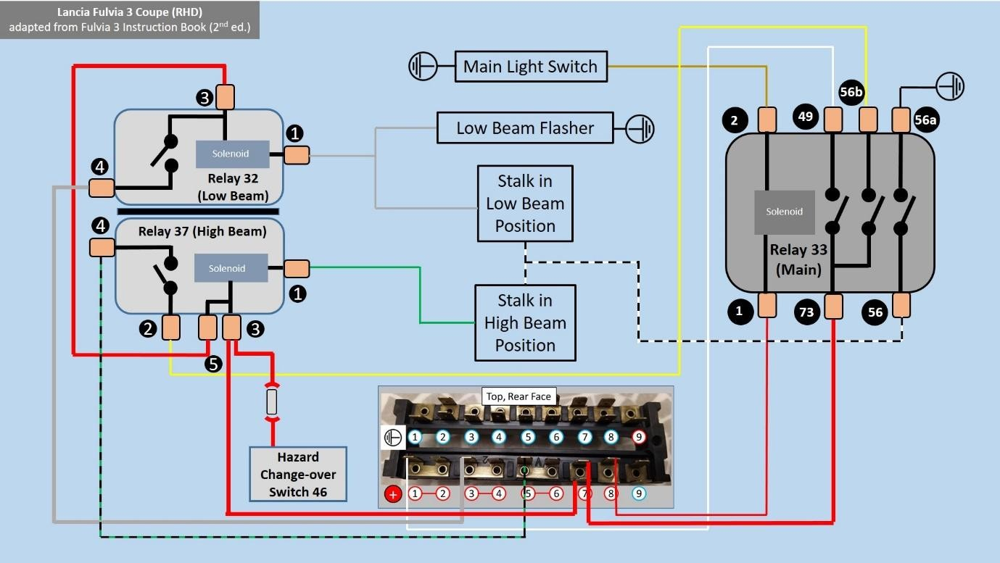 Lancia Fulvia 3 Coupe (RHD)
adapted from Fulvia 3 Instruction Book (2nd ed.)
Main Light Switch
56b
3
2
49
56a
Low Beam Flasher
1
Solenoid
4
Relay 32
(Low Beam)
Stalk in
Low Beam
Position
Solenoid
4
Relay 37 (High Beam)
Relay 33
(Main)
Solenoid
1
Stalk in
High Beam
Position
1
73
56
2
3
5
Top, Rear Face
1 2 3 4 5 6 7 8 9
2
V
+ 1 2 3 4 5 6 7 8 9
Hazard
Change-over
Switch 46